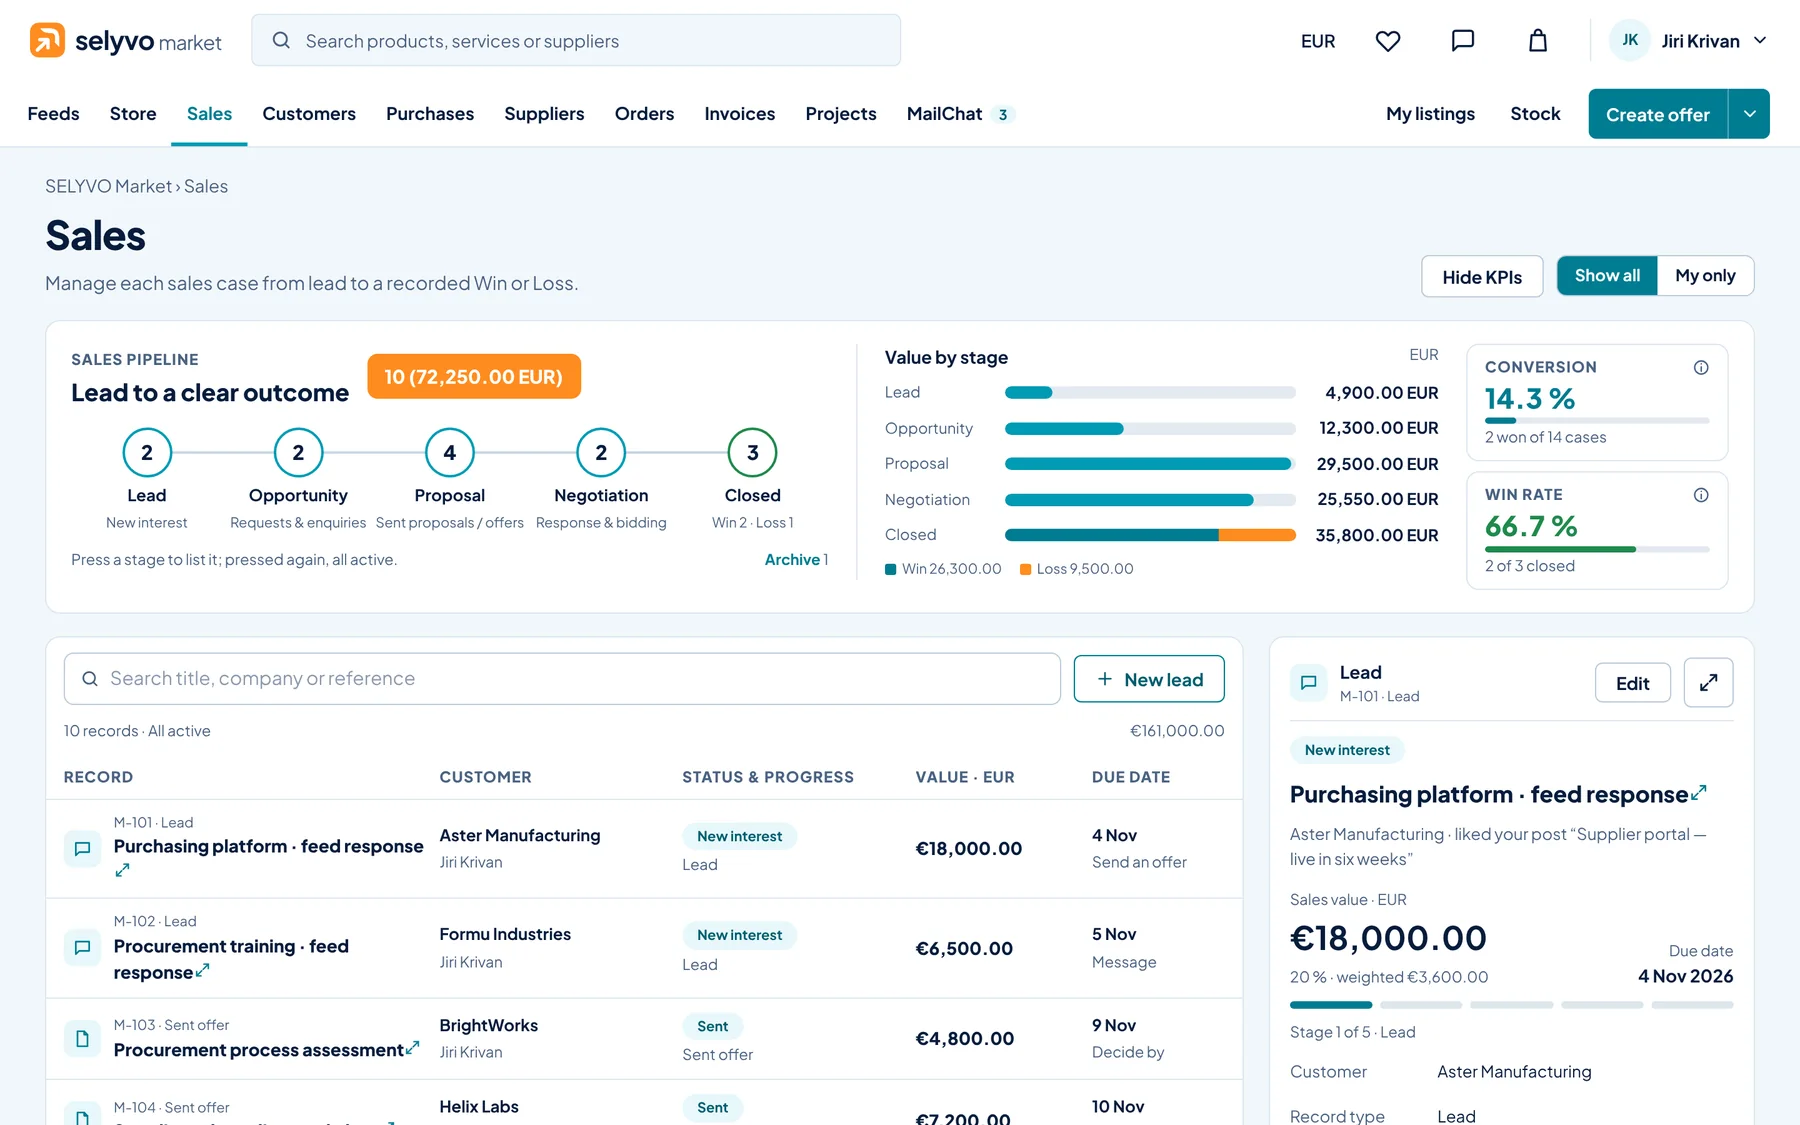 selyvo market
Search products, services or suppliers
EUR
JK
Jiri Krivan
Feeds
Store
Sales
Customers
Purchases
Suppliers
Orders
Invoices
Projects
MailChat 3
My listings
Stock
Create offer
SELYVO Market › Sales
Sales
Manage each sales case from lead to a recorded Win or Loss.
Hide KPIs
Show all
My only
SALES PIPELINE
Lead to a clear outcome
10 (72,250.00 EUR)
2
2
4
2
3
Lead
Opportunity
Proposal
Negotiation
Closed
New interest
Requests & enquiries
Sent proposals / offers
Response & bidding
Win 2 · Loss 1
Press a stage to list it; pressed again, all active.
Archive 1
Value by stage
EUR
Lead
4,900.00 EUR
Opportunity
12,300.00 EUR
Proposal
29,500.00 EUR
Negotiation
25,550.00 EUR
Closed
35,800.00 EUR
Win 26,300.00
Loss 9,500.00
CONVERSION
14.3 %
2 won of 14 cases
WIN RATE
66.7 %
2 of 3 closed
Search title, company or reference
+ New lead
10 records · All active
€161,000.00
RECORD
CUSTOMER
STATUS & PROGRESS
VALUE · EUR
DUE DATE
M-101 · Lead
Purchasing platform · feed response
Aster Manufacturing
Jiri Krivan
New interest
Lead
€18,000.00
4 Nov
Send an offer
M-102 · Lead
Procurement training · feed
response
Formu Industries
Jiri Krivan
New interest
Lead
€6,500.00
5 Nov
Message
M-103 · Sent offer
Procurement process assessment
BrightWorks
Jiri Krivan
Sent
Sent offer
€4,800.00
9 Nov
Decide by
M-104 · Sent offer
Helix Labs
Sent
€7,200.00
10 Nov
Lead
M-101 · Lead
Edit
New interest
Purchasing platform · feed response
Aster Manufacturing · liked your post “Supplier portal —
live in six weeks”
Sales value · EUR
€18,000.00
Due date
20 % · weighted €3,600.00
4 Nov 2026
Stage 1 of 5 · Lead
Customer
Aster Manufacturing
Record type
Lead